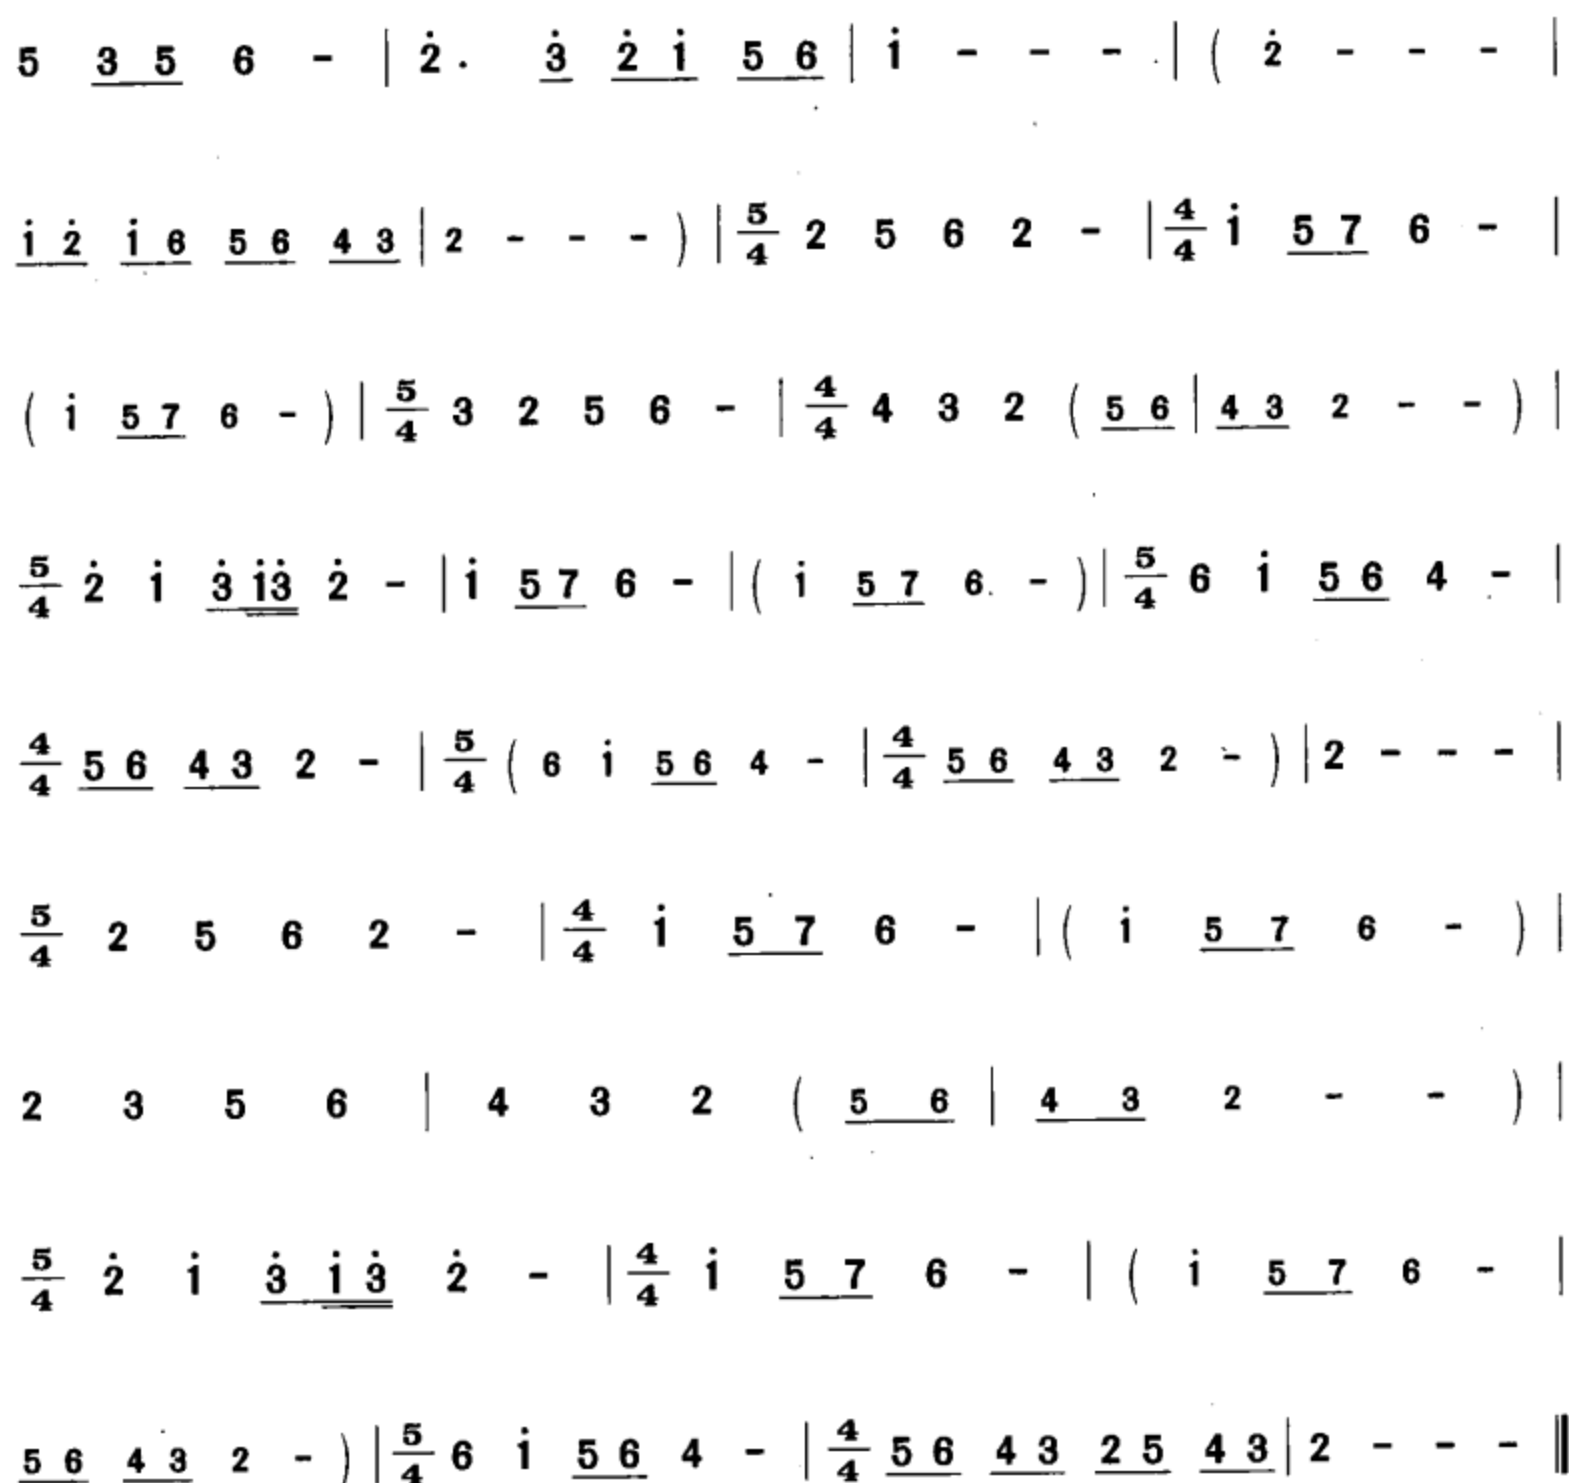 5 3 5 6 - | 2̇ . 3̇ 2̇ i̇ 5 6 | i̇ - - - | ( 2̇ - - - |
i̇ 2̇ i̇ 6 5 6 4 3 | 2 - - - ) | 5/4 2 5 6 2 - | 4/4 i̇ 5 7 6 - |
( i̇ 5 7 6 - ) | 5/4 3 2 5 6 - | 4/4 4 3 2 ( 5 6 | 4 3 2 - - ) |
5/4 2̇ i̇ 3̇ i̇ 3̇ 2̇ - | i̇ 5 7 6 - | ( i̇ 5 7 6 - ) | 5/4 6 i̇ 5 6 4 - |
4/4 5 6 4 3 2 - | 5/4 ( 6 i̇ 5 6 4 - | 4/4 5 6 4 3 2 - ) | 2 - - - |
5/4 2 5 6 2 - | 4/4 i̇ 5 7 6 - | ( i̇ 5 7 6 - ) |
2 3 5 6 | 4 3 2 ( 5 6 | 4 3 2 - - ) |
5/4 2̇ i̇ 3̇ i̇ 3̇ 2̇ - | 4/4 i̇ 5 7 6 - | ( i̇ 5 7 6 - |
5 6 4 3 2 - ) | 5/4 6 i̇ 5 6 4 - | 4/4 5 6 4 3 2 5 4 3 | 2 - - - ‖